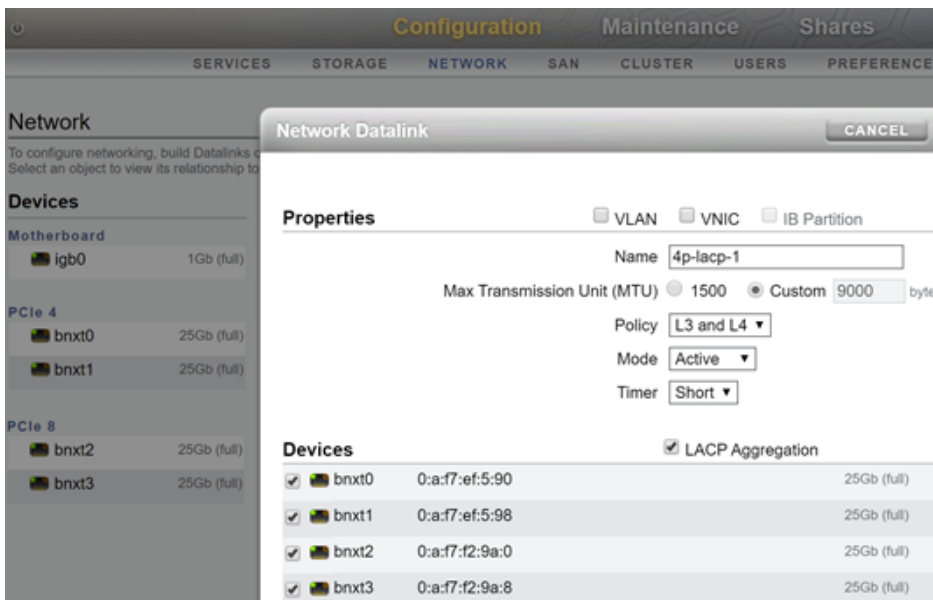 Configuration Maintenance Shares
SERVICES STORAGE NETWORK SAN CLUSTER USERS PREFERENCE
Network
To configure networking, build Datalinks
Select an object to view its relationship to
Devices
Motherboard
igb0 1Gb (full)
PCIe 4
bnxt0 25Gb (full)
bnxt1 25Gb (full)
PCIe 8
bnxt2 25Gb (full)
bnxt3 25Gb (full)
Network Datalink CANCEL
Properties VLAN VNIC IB Partition
Name 4p-lacp-1
Max Transmission Unit (MTU) 1500 Custom 9000 byte
Policy L3 and L4
Mode Active
Timer Short
Devices LACP Aggregation
bnxt0 0:a:f7:ef:5:90 25Gb (full)
bnxt1 0:a:f7:ef:5:98 25Gb (full)
bnxt2 0:a:f7:f2:9a:0 25Gb (full)
bnxt3 0:a:f7:f2:9a:8 25Gb (full)